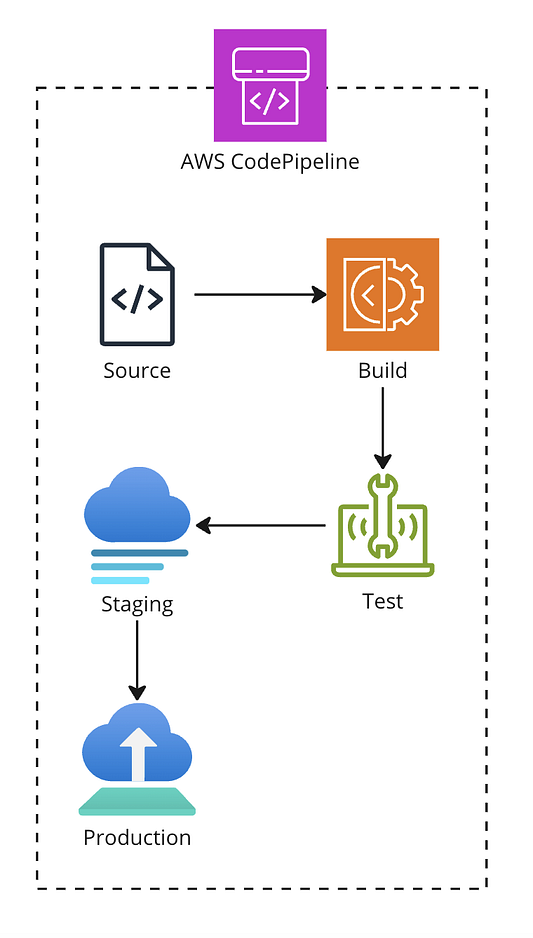 AWS CodePipeline
Source
Build
Staging
Test
Production